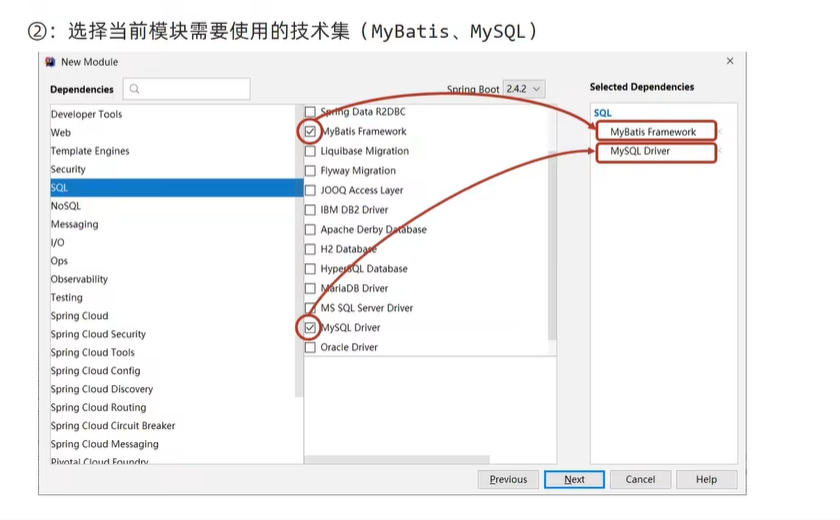 ②：选择当前模块需要使用的技术集（MyBatis、MySQL）
New Module
Dependencies
Spring Boot 2.4.2
Selected Dependencies
Developer Tools
Web
Template Engines
Security
SQL
NoSQL
Messaging
I/O
Ops
Observability
Testing
Spring Cloud
Spring Cloud Security
Spring Cloud Tools
Spring Cloud Config
Spring Cloud Discovery
Spring Cloud Routing
Spring Cloud Circuit Breaker
Spring Cloud Messaging
Pivotal Cloud Foundry
Spring Data R2DBC
MyBatis Framework
Liquibase Migration
Flyway Migration
JOOQ Access Layer
IBM DB2 Driver
Apache Derby Database
H2 Database
HyperSQL Database
MariaDB Driver
MS SQL Server Driver
MySQL Driver
Oracle Driver
SQL
MyBatis Framework
MySQL Driver
Previous
Next
Cancel
Help